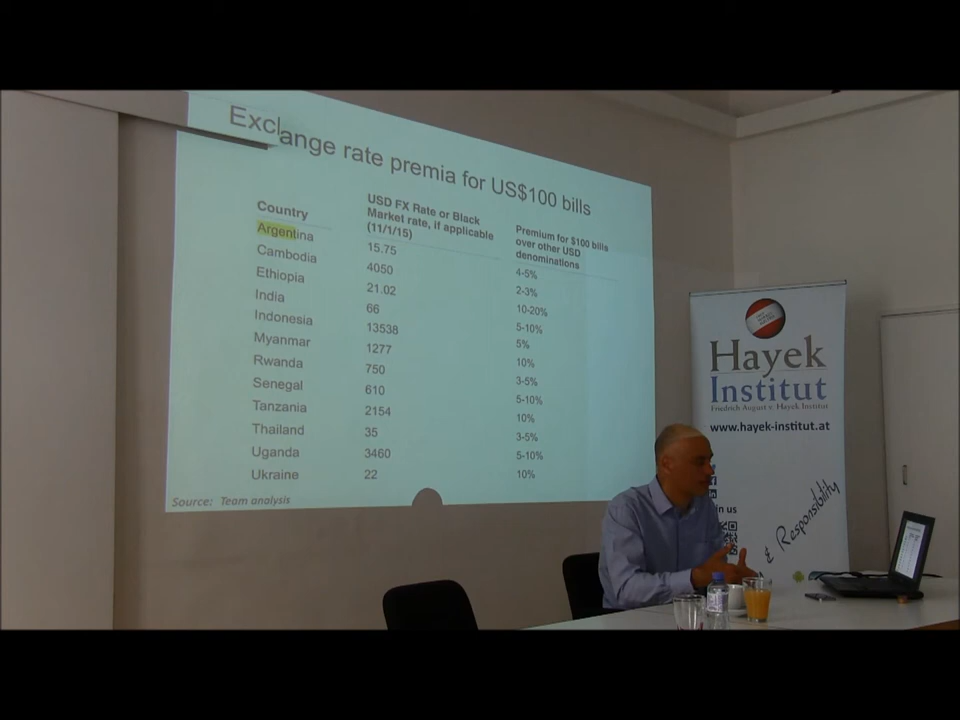 Exchange rate premia for US$100 bills
Country
USD FX Rate or Black
Market rate, if applicable
(11/1/15)
Premium for $100 bills
over other USD
denominations
Argentina 15.75 4-5%
Cambodia 4050 2-3%
Ethiopia 21.02 10-20%
India 66 5-10%
Indonesia 13538 5%
Myanmar 1277 10%
Rwanda 750 3-5%
Senegal 610 5-10%
Tanzania 2154 10%
Thailand 35 3-5%
Uganda 3460 5-10%
Ukraine 22 10%
Source: Team analysis
Hayek
Institut
Friedrich August v. Hayek Institut
www.hayek-institut.at
in us
& Responsibility